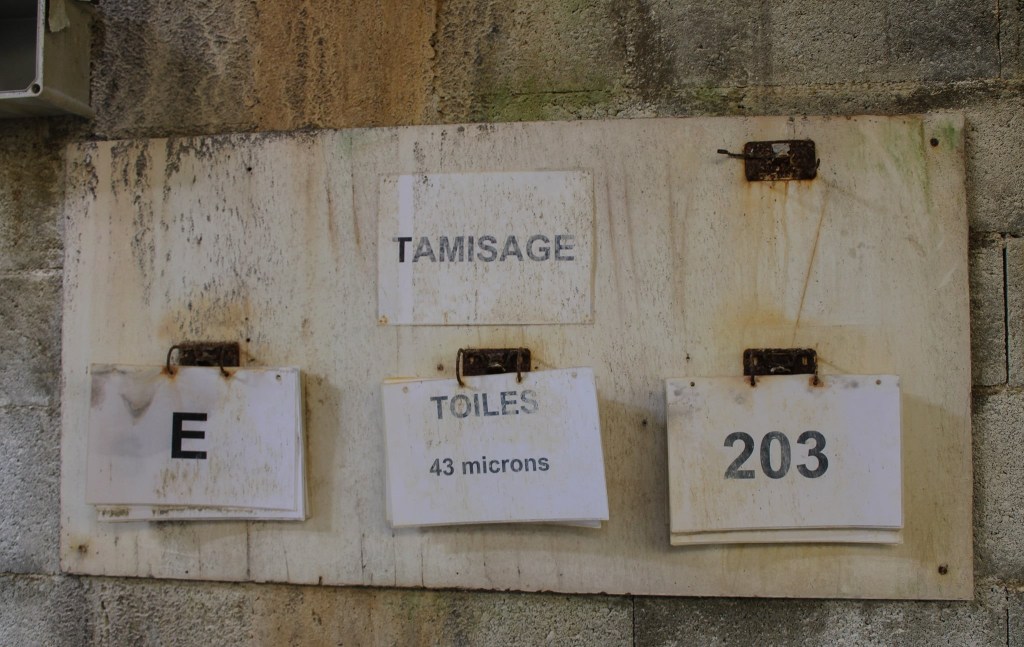 TAMISAGE
E
TOILES
43 microns
203